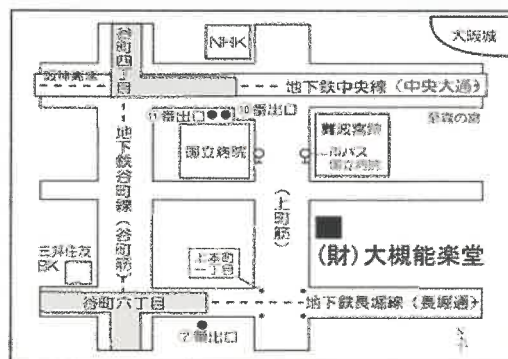 大阪城
NHK
谷町四丁目
阪神高速
地下鉄中央線（中央大通）
至森の宮
⑪番出口
⑩番出口
国立病院
難波宮跡
市バス
国立病院
地下鉄谷町線（谷町筋）
（上町筋）
(財)大槻能楽堂
三井住友
BK
上本町
一丁目
谷町六丁目
地下鉄長堀線（長堀通）
⑦番出口
N